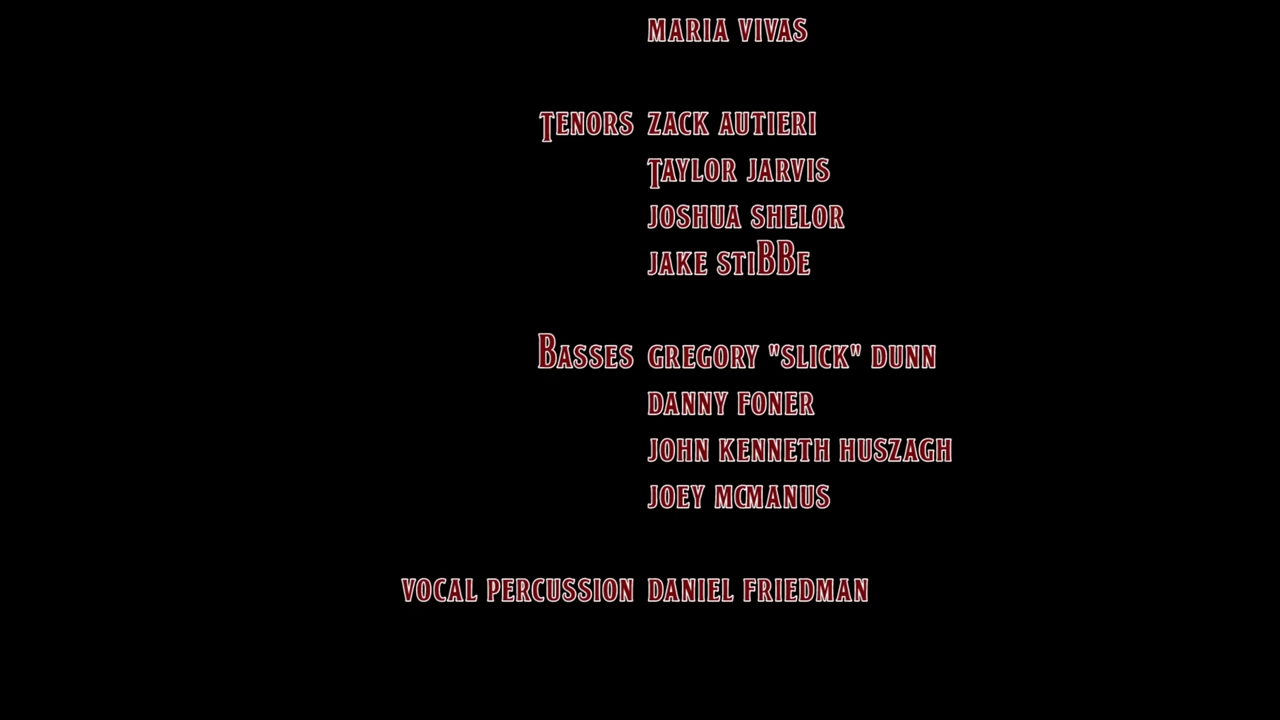 MARIA VIVAS
TENORS ZACK AUTIERI
TAYLOR JARVIS
JOSHUA SHELOR
JAKE STIBBE
BASSES GREGORY "SLICK" DUNN
DANNY FONER
JOHN KENNETH HUSZAGH
JOEY MCMANUS
VOCAL PERCUSSION DANIEL FRIEDMAN